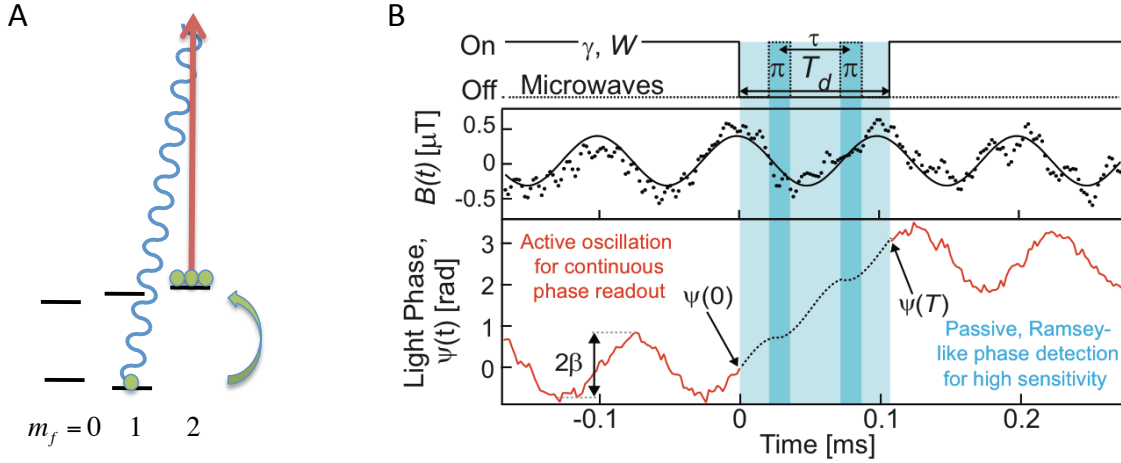 A
m_f = 0 1 2
B
On
γ, W
τ
π T_d π
Off
Microwaves
B(t) [μT]
0.5
0
-0.5
-0.1 0 0.1 0.2
Light Phase,
ψ(t) [rad]
3
2
1
0
Active oscillation
for continuous
phase readout
ψ(0)
ψ(T)
2β
Passive, Ramsey-
like phase detection
for high sensitivity
Time [ms]